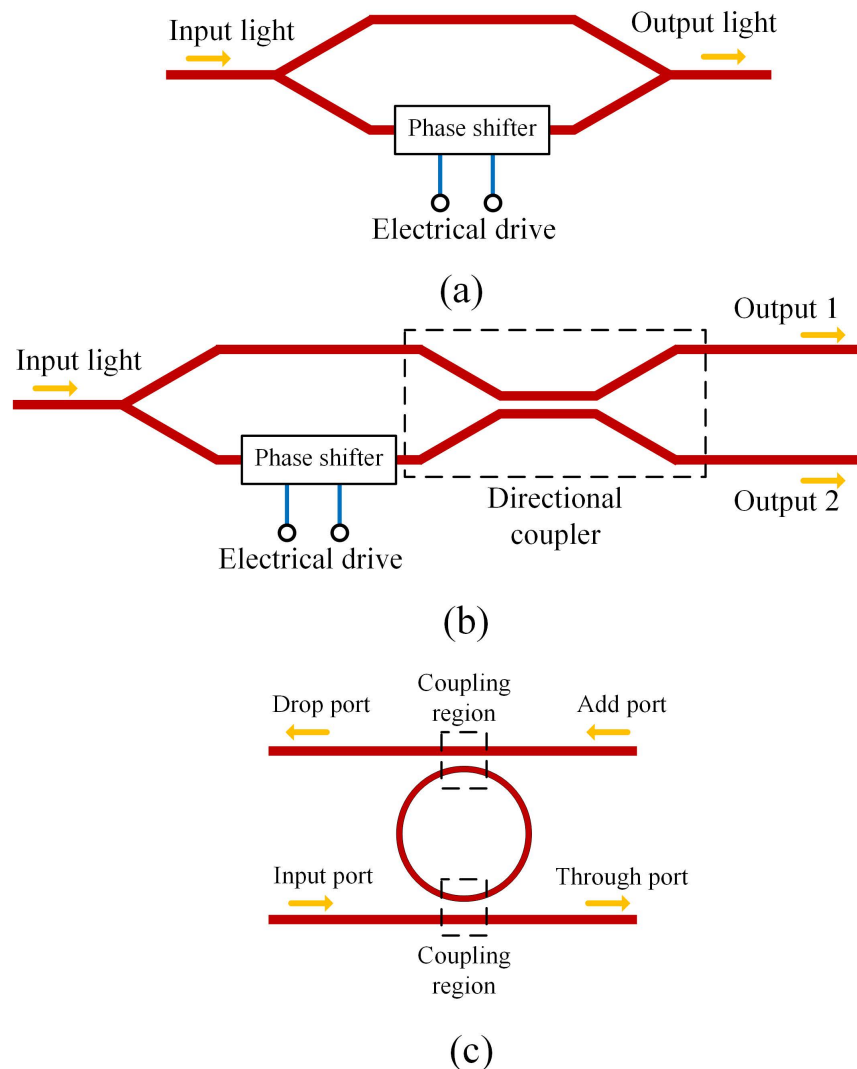 Input light
Output light
Phase shifter
Electrical drive
(a)
Output 1
Input light
Phase shifter
Directional
coupler
Output 2
Electrical drive
(b)
Coupling
region
Drop port
Add port
Input port
Through port
Coupling
region
(c)